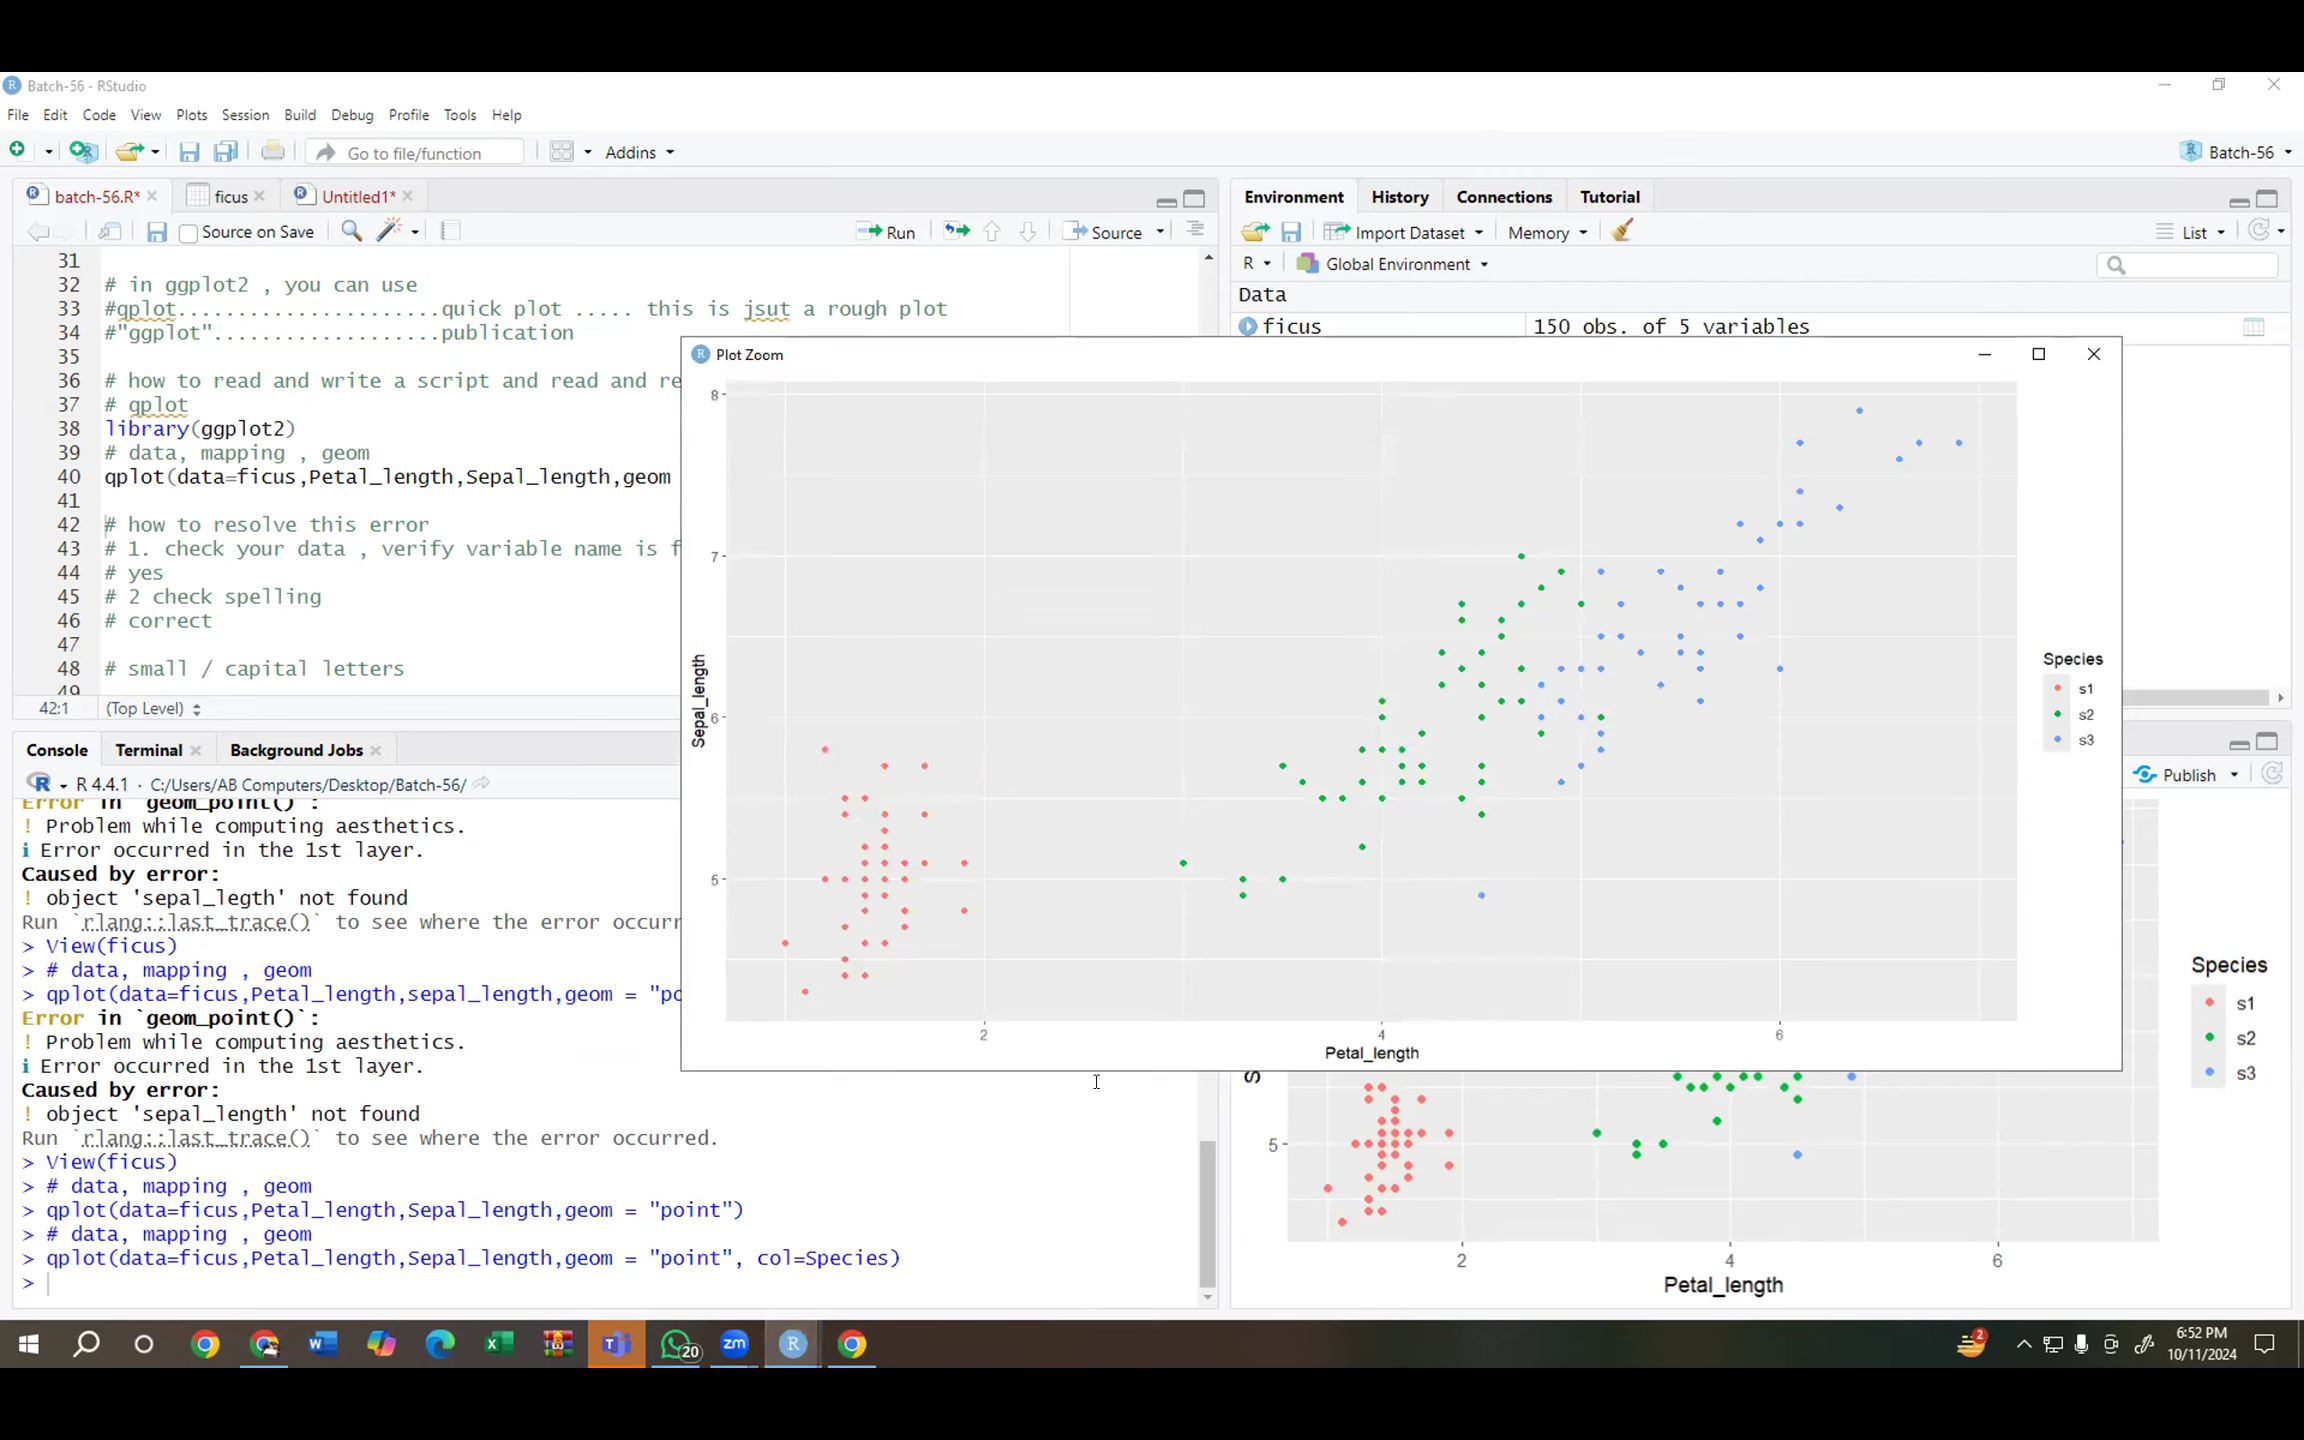 Batch-56 - RStudio
File Edit Code View Plots Session Build Debug Profile Tools Help
Go to file/function Addins Batch-56
batch-56.R* ficus Untitled1*
Source on Save Run Source
31
32 # in ggplot2 , you can use
33 #qplot......................quick plot ..... this is jsut a rough plot
34 #"ggplot"...................publication
35
36 # how to read and write a script and read and re
37 # qplot
38 library(ggplot2)
39 # data, mapping , geom
40 qplot(data=ficus,Petal_length,Sepal_length,geom
41
42 # how to resolve this error
43 # 1. check your data , verify variable name is f
44 # yes
45 # 2 check spelling
46 # correct
47
48 # small / capital letters
49
42:1 (Top Level)
Console Terminal Background Jobs
R 4.4.1 · C:/Users/AB Computers/Desktop/Batch-56/
Error in `geom_point()`:
! Problem while computing aesthetics.
i Error occurred in the 1st layer.
Caused by error:
! object 'sepal_legth' not found
Run `rlang::last_trace()` to see where the error occurr
> View(ficus)
> # data, mapping , geom
> qplot(data=ficus,Petal_length,sepal_length,geom = "po
Error in `geom_point()`:
! Problem while computing aesthetics.
i Error occurred in the 1st layer.
Caused by error:
! object 'sepal_length' not found
Run `rlang::last_trace()` to see where the error occurred.
> View(ficus)
> # data, mapping , geom
> qplot(data=ficus,Petal_length,Sepal_length,geom = "point")
> # data, mapping , geom
> qplot(data=ficus,Petal_length,Sepal_length,geom = "point", col=Species)
>
Environment History Connections Tutorial
Import Dataset Memory List
R Global Environment
Data
ficus 150 obs. of 5 variables
Plot Zoom
8
7
6
5
Sepal_length
2 4 6
Petal_length
Species
s1
s2
s3
Publish
S
5
2 4 6
Petal_length
Species
s1
s2
s3
20
zm
2
6:52 PM
10/11/2024